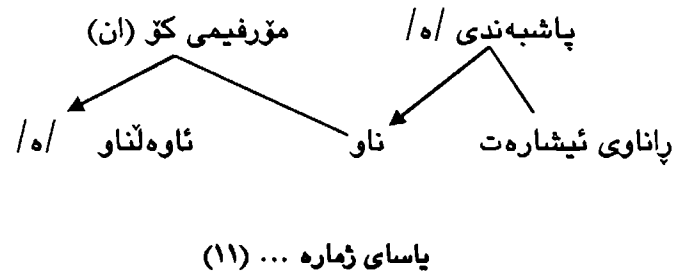 پاشبەندی /ە/ مۆرفیمی کۆ (ان)
ڕاناوی ئیشارەت ناو ئاوەڵناو /ە/
یاسای ژمارە ... (١١)